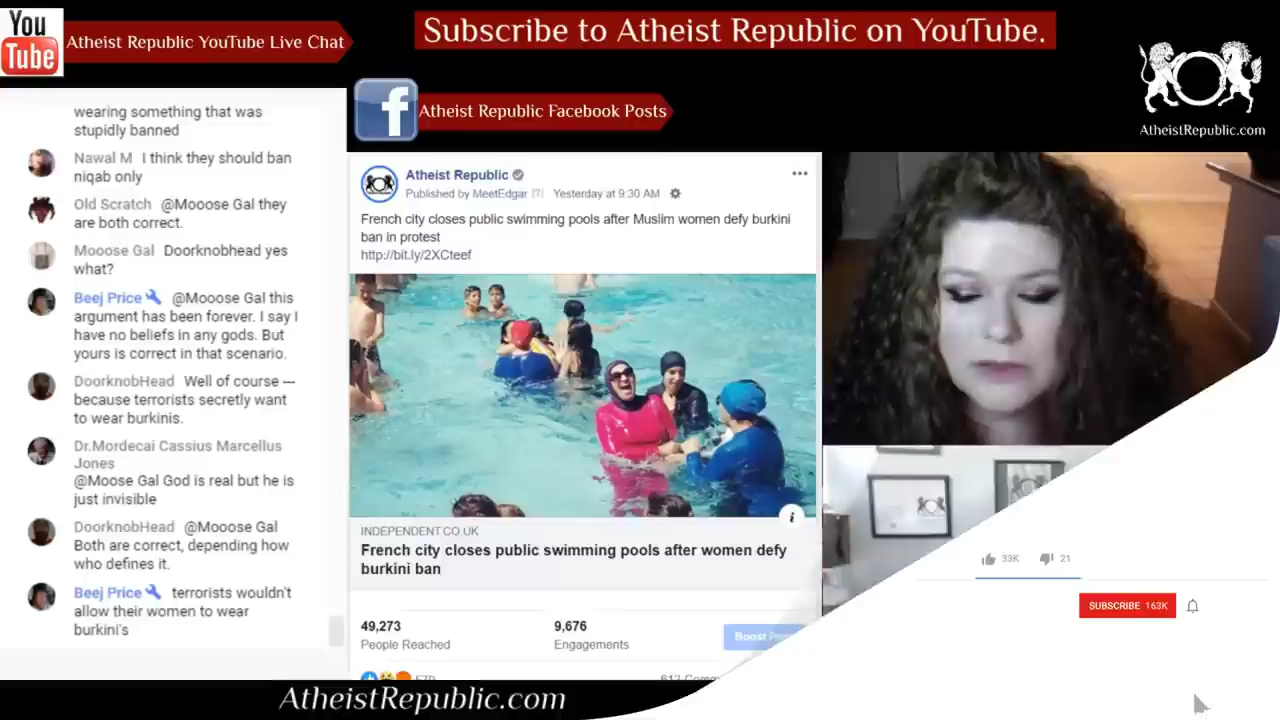 You
Tube
Atheist Republic YouTube Live Chat
Subscribe to Atheist Republic on YouTube.
AtheistRepublic.com
Atheist Republic Facebook Posts
wearing something that was
stupidly banned
Nawal M I think they should ban
niqab only
Old Scratch @Mooose Gal they
are both correct.
Mooose Gal Doorknobhead yes
what?
Beej Price @Mooose Gal this
argument has been forever. I say I
have no beliefs in any gods. But
yours is correct in that scenario.
DoorknobHead Well of course ---
because terrorists secretly want
to wear burkinis.
Dr.Mordecai Cassius Marcellus
Jones
@Moose Gal God is real but he is
just invisible
DoorknobHead @Mooose Gal
Both are correct, depending how
who defines it.
Beej Price terrorists wouldn't
allow their women to wear
burkini's
Atheist Republic
Published by MeetEdgar [?] Yesterday at 9:30 AM
French city closes public swimming pools after Muslim women defy burkini
ban in protest
http://bit.ly/2XCteef
INDEPENDENT.CO.UK
French city closes public swimming pools after women defy
burkini ban
49,273
People Reached
9,676
Engagements
Boost
33K
21
SUBSCRIBE 163K
AtheistRepublic.com